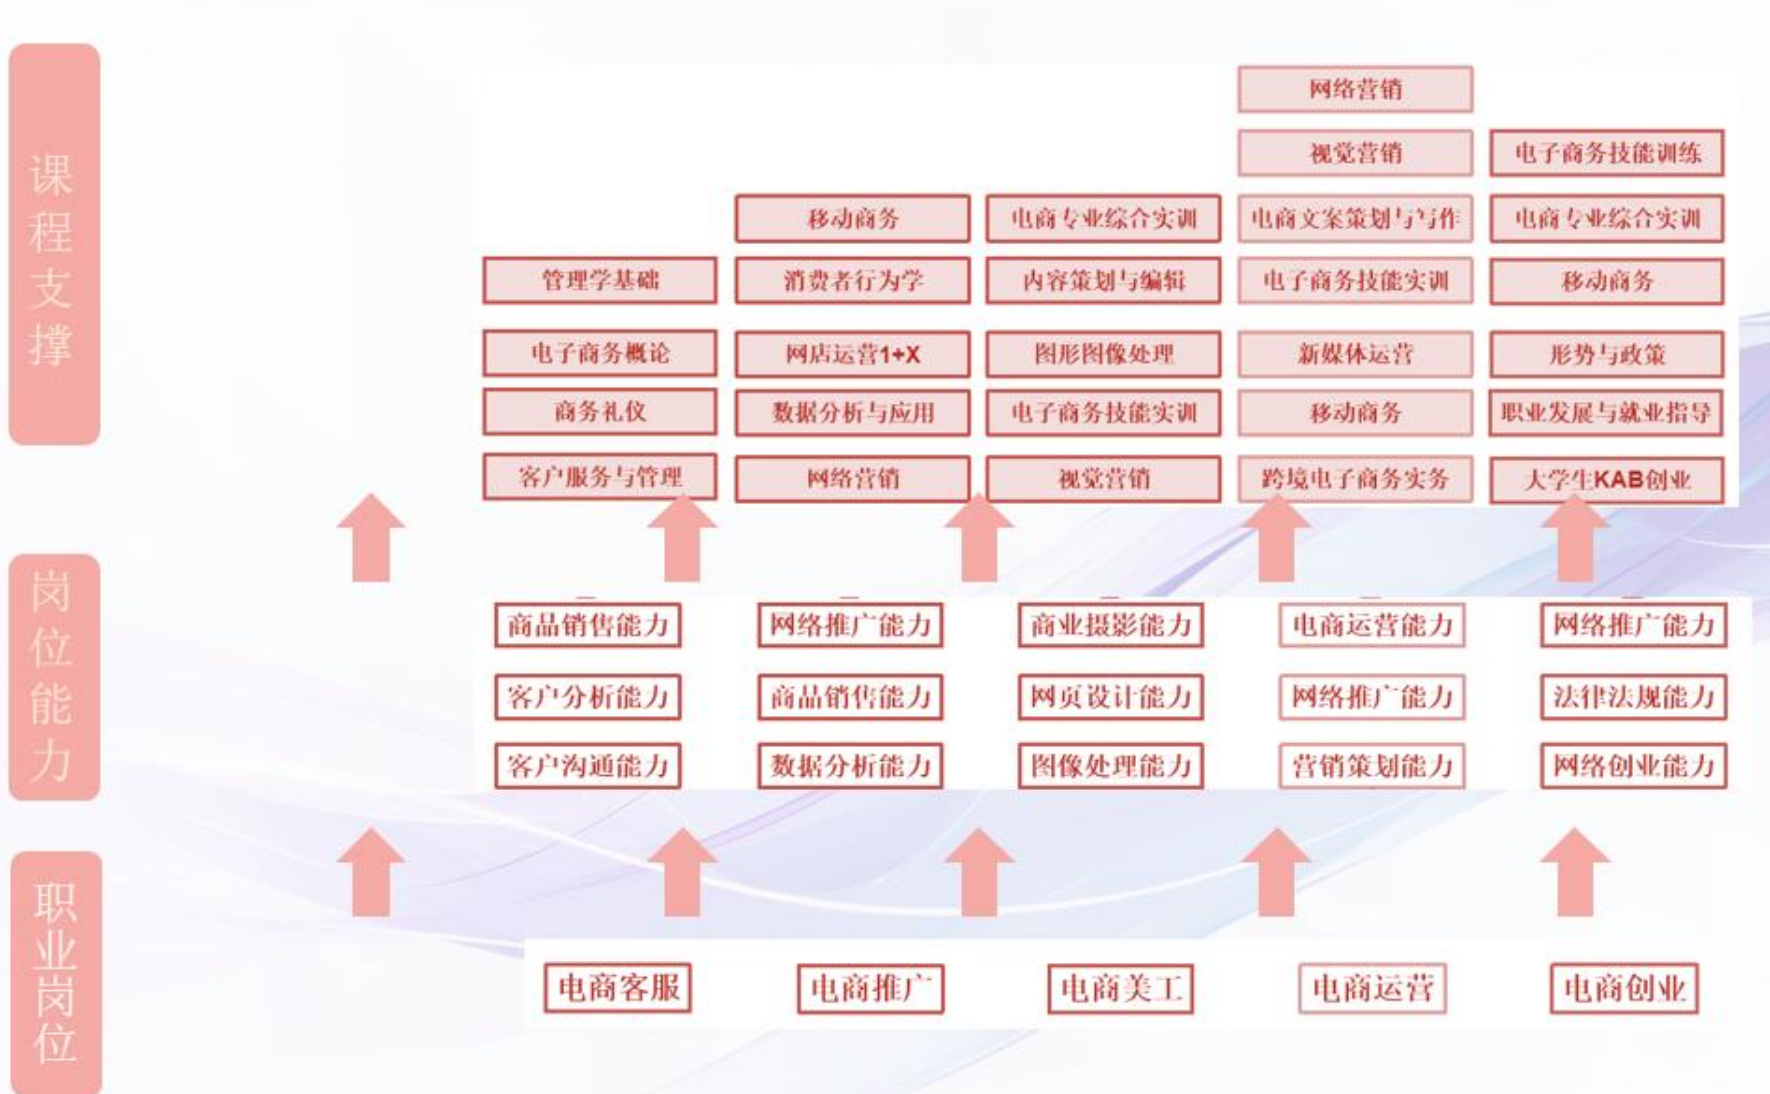 课程支撑
网络营销
视觉营销 电子商务技能训练
移动商务 电商专业综合实训 电商文案策划与写作 电商专业综合实训
管理学基础 消费者行为学 内容策划与编辑 电子商务技能实训 移动商务
电子商务概论 网店运营1+X 图形图像处理 新媒体运营 形势与政策
商务礼仪 数据分析与应用 电子商务技能实训 移动商务 职业发展与就业指导
客户服务与管理 网络营销 视觉营销 跨境电子商务实务 大学生KAB创业
岗位能力
商品销售能力 网络推广能力 商业摄影能力 电商运营能力 网络推广能力
客户分析能力 商品销售能力 网页设计能力 网络推广能力 法律法规能力
客户沟通能力 数据分析能力 图像处理能力 营销策划能力 网络创业能力
职业岗位
电商客服 电商推广 电商美工 电商运营 电商创业